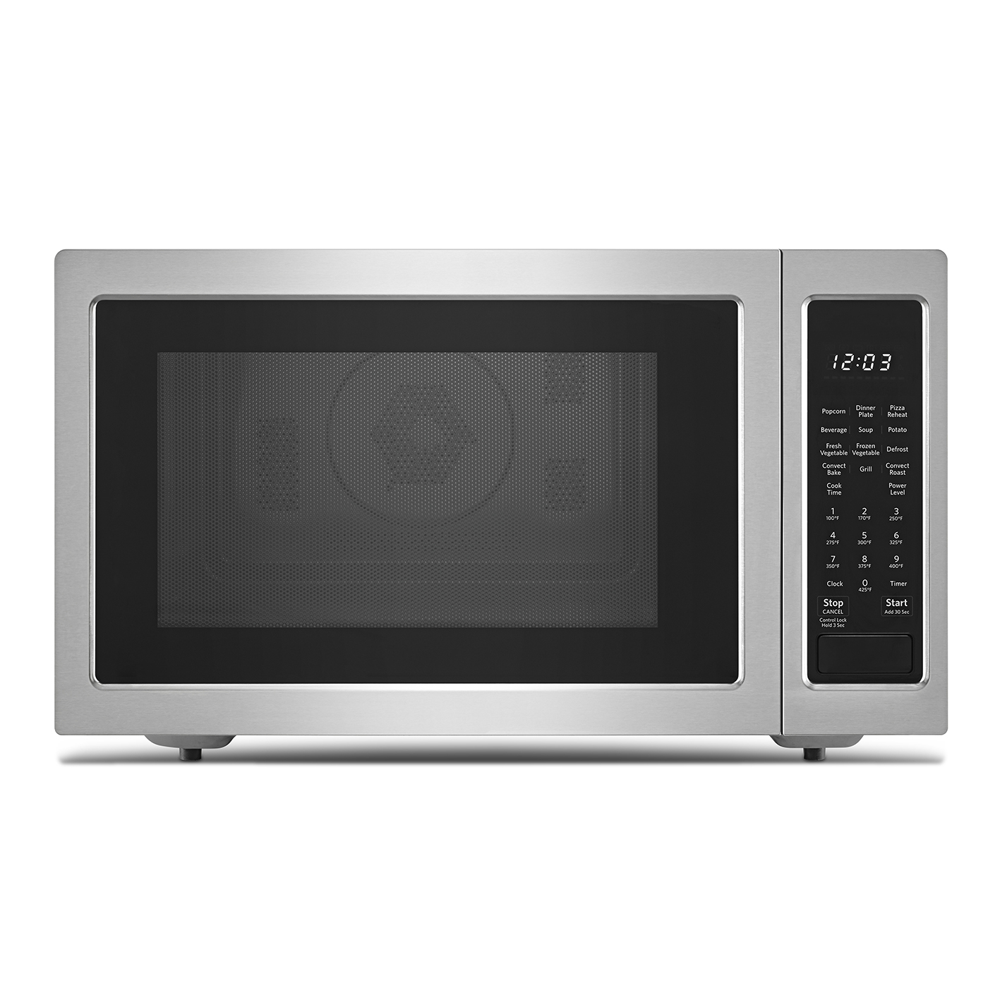 12:03
Popcorn
Dinner
Plate
Pizza
Reheat
Beverage
Soup
Potato
Fresh
Vegetable
Frozen
Vegetable
Defrost
Convect
Bake
Grill
Convect
Roast
Cook
Time
Power
Level
1
100°F
2
170°F
3
250°F
4
275°F
5
300°F
6
325°F
7
350°F
8
375°F
9
400°F
Clock
0
425°F
Timer
Stop
CANCEL
Control Lock
Hold 3 Sec
Start
Add 30 Sec